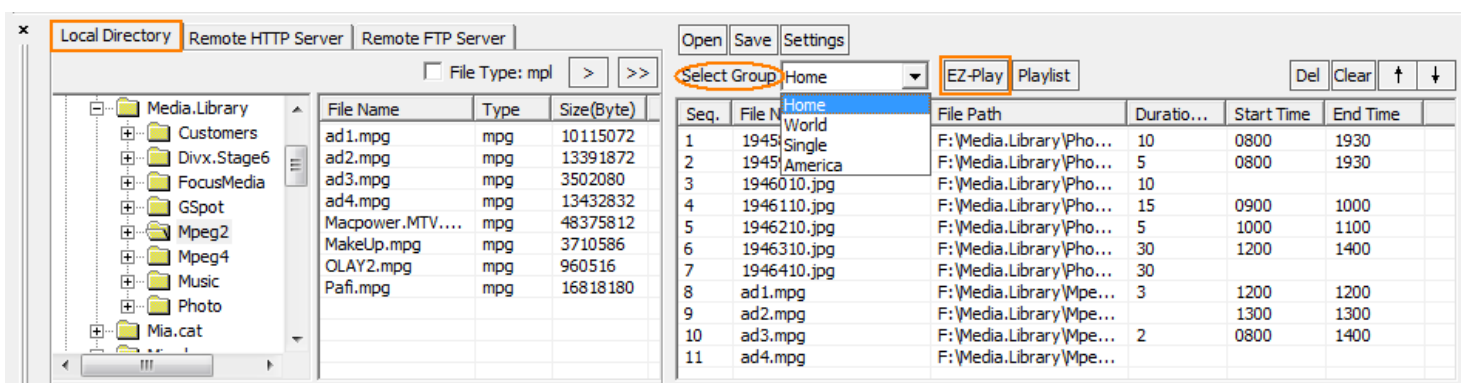 x
Local Directory Remote HTTP Server Remote FTP Server
File Type: mpl > >>
Media.Library
Customers
Divx.Stage6
FocusMedia
GSpot
Mpeg2
Mpeg4
Music
Photo
Mia.cat
File Name Type Size(Byte)
ad1.mpg mpg 10115072
ad2.mpg mpg 13391872
ad3.mpg mpg 3502080
ad4.mpg mpg 13432832
Macpower.MTV.... mpg 48375812
MakeUp.mpg mpg 3710586
OLAY2.mpg mpg 960516
Pafi.mpg mpg 16818180
Open Save Settings
Select Group Home EZ-Play Playlist Del Clear
Home
World
Single
America
Seq. File N File Path Duratio... Start Time End Time
1 1945 F:\Media.Library\Pho... 10 0800 1930
2 1945 F:\Media.Library\Pho... 5 0800 1930
3 1946010.jpg F:\Media.Library\Pho... 10
4 1946110.jpg F:\Media.Library\Pho... 15 0900 1000
5 1946210.jpg F:\Media.Library\Pho... 5 1000 1100
6 1946310.jpg F:\Media.Library\Pho... 30 1200 1400
7 1946410.jpg F:\Media.Library\Pho... 30
8 ad1.mpg F:\Media.Library\Mpe... 3 1200 1200
9 ad2.mpg F:\Media.Library\Mpe... 1300 1300
10 ad3.mpg F:\Media.Library\Mpe... 2 0800 1400
11 ad4.mpg F:\Media.Library\Mpe...